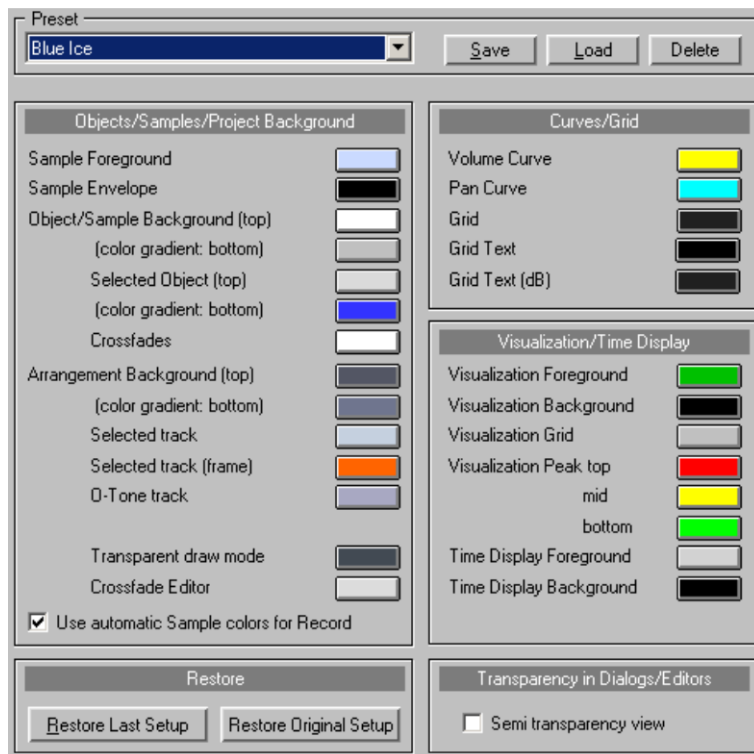 Preset
Blue Ice
Save
Load
Delete
Objects/Samples/Project Background
Sample Foreground
Sample Envelope
Object/Sample Background (top)
(color gradient: bottom)
Selected Object (top)
(color gradient: bottom)
Crossfades
Arrangement Background (top)
(color gradient: bottom)
Selected track
Selected track (frame)
O-Tone track
Transparent draw mode
Crossfade Editor
Use automatic Sample colors for Record
Curves/Grid
Volume Curve
Pan Curve
Grid
Grid Text
Grid Text (dB)
Visualization/Time Display
Visualization Foreground
Visualization Background
Visualization Grid
Visualization Peak top
mid
bottom
Time Display Foreground
Time Display Background
Restore
Restore Last Setup
Restore Original Setup
Transparency in Dialogs/Editors
Semi transparency view